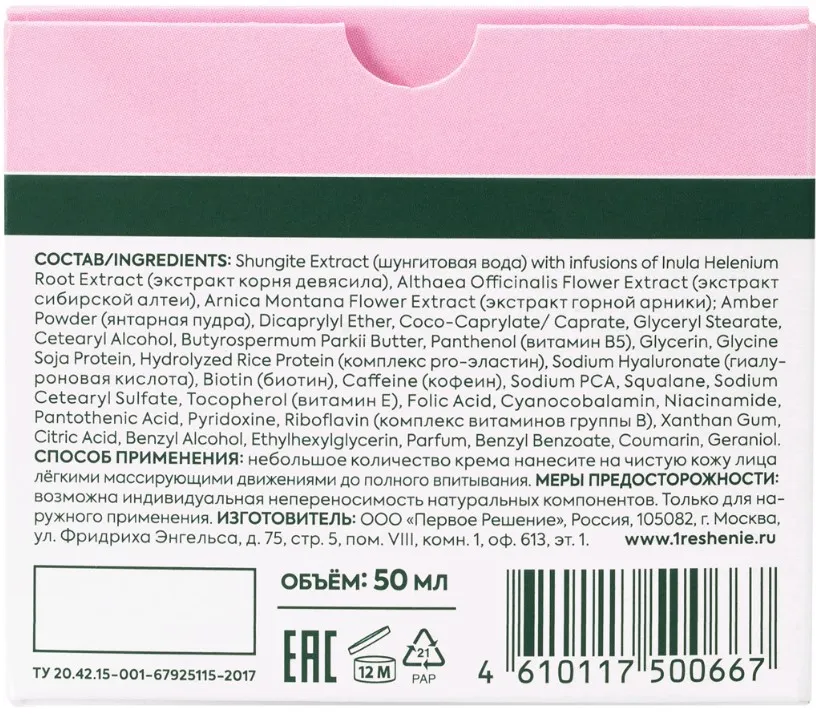 СОСТАВ/INGREDIENTS: Shungite Extract (шунгитовая вода) with infusions of Inula Helenium
Root Extract (экстракт корня девясила), Althaea Officinalis Flower Extract (экстракт
сибирской алтеи), Arnica Montana Flower Extract (экстракт горной арники); Amber
Powder (янтарная пудра), Dicaprylyl Ether, Coco-Caprylate/ Caprate, Glyceryl Stearate,
Cetearyl Alcohol, Butyrospermum Parkii Butter, Panthenol (витамин B5), Glycerin, Glycine
Soja Protein, Hydrolyzed Rice Protein (комплекс pro-эластин), Sodium Hyaluronate (гиалу-
роновая кислота), Biotin (биотин), Caffeine (кофеин), Sodium PCA, Squalane, Sodium
Cetearyl Sulfate, Tocopherol (витамин E), Folic Acid, Cyanocobalamin, Niacinamide,
Pantothenic Acid, Pyridoxine, Riboflavin (комплекс витаминов группы B), Xanthan Gum,
Citric Acid, Benzyl Alcohol, Ethylhexylglycerin, Parfum, Benzyl Benzoate, Coumarin, Geraniol.
СПОСОБ ПРИМЕНЕНИЯ: небольшое количество крема нанесите на чистую кожу лица
лёгкими массирующими движениями до полного впитывания. МЕРЫ ПРЕДОСТОРОЖНОСТИ:
возможна индивидуальная непереносимость натуральных компонентов. Только для на-
ружного применения. ИЗГОТОВИТЕЛЬ: ООО «Первое Решение», Россия, 105082, г. Москва,
ул. Фридриха Энгельса, д. 75, стр. 5, пом. VIII, комн. 1, оф. 613, эт. 1. www.1reshenie.ru
ОБЪЁМ: 50 МЛ
EAC
12 M
21
PAP
ТУ 20.42.15-001-67925115-2017
4 610117 500667